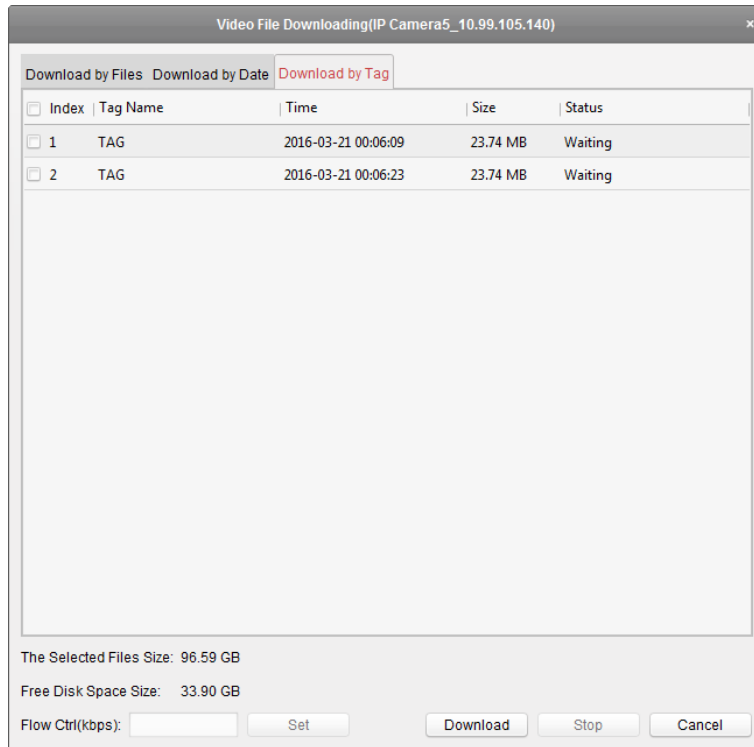 Video File Downloading(IP Camera5_10.99.105.140) ×
Download by Files Download by Date Download by Tag
Index Tag Name Time Size Status
1 TAG 2016-03-21 00:06:09 23.74 MB Waiting
2 TAG 2016-03-21 00:06:23 23.74 MB Waiting
The Selected Files Size: 96.59 GB
Free Disk Space Size: 33.90 GB
Flow Ctrl(kbps): Set Download Stop Cancel